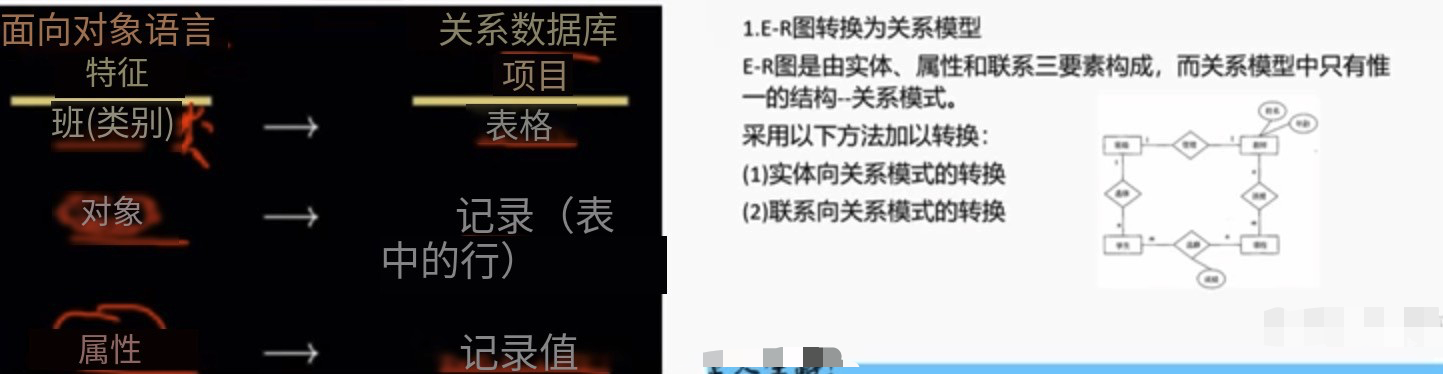 面向对象语言
特征
关系数据库
项目
班(类别)
→
表格
对象
→
记录（表
中的行）
属性
→
记录值
1.E-R图转换为关系模型
E-R图是由实体、属性和联系三要素构成，而关系模型中只有惟
一的结构--关系模式。
采用以下方法加以转换：
(1)实体向关系模式的转换
(2)联系向关系模式的转换